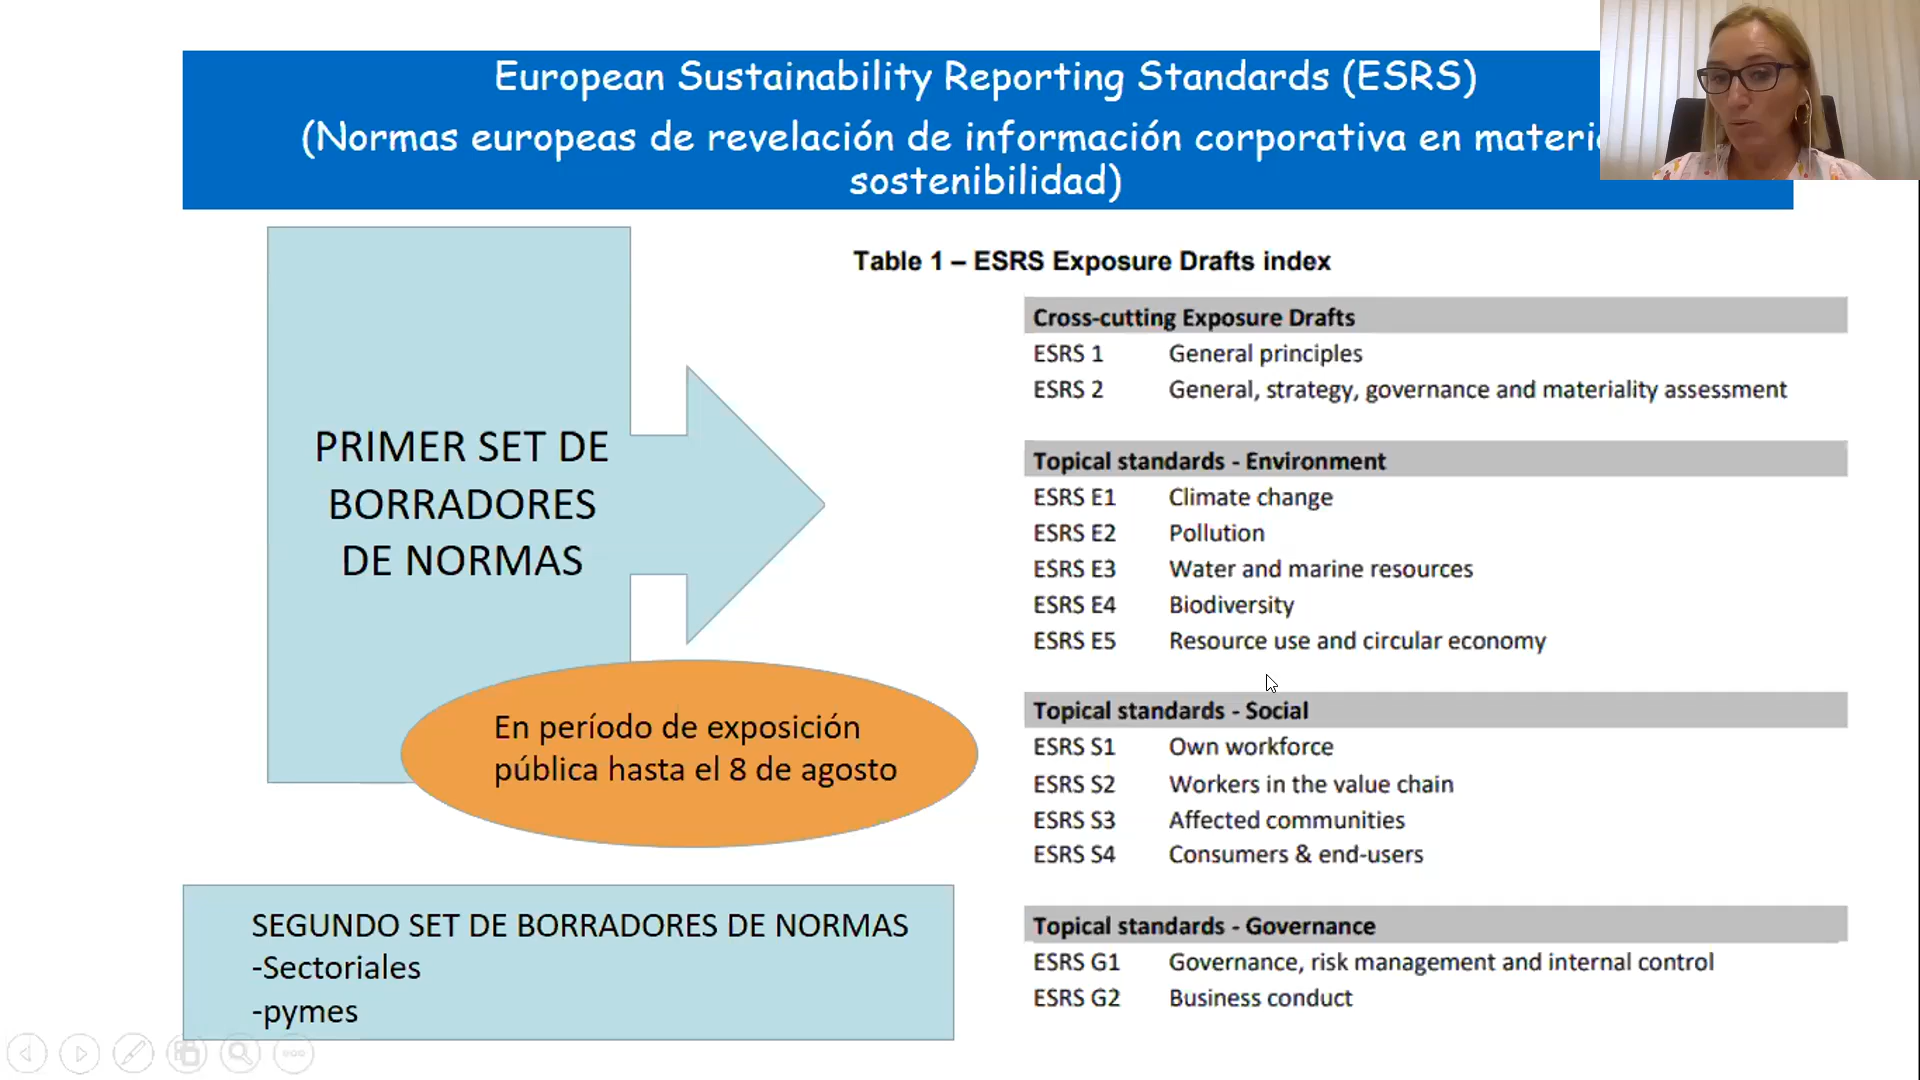 European Sustainability Reporting Standards (ESRS)
(Normas europeas de revelación de información corporativa en materi
sostenibilidad)
PRIMER SET DE
BORRADORES
DE NORMAS
En período de exposición
pública hasta el 8 de agosto
SEGUNDO SET DE BORRADORES DE NORMAS
-Sectoriales
-pymes
Table 1 – ESRS Exposure Drafts index
Cross-cutting Exposure Drafts
ESRS 1 General principles
ESRS 2 General, strategy, governance and materiality assessment
Topical standards - Environment
ESRS E1 Climate change
ESRS E2 Pollution
ESRS E3 Water and marine resources
ESRS E4 Biodiversity
ESRS E5 Resource use and circular economy
Topical standards - Social
ESRS S1 Own workforce
ESRS S2 Workers in the value chain
ESRS S3 Affected communities
ESRS S4 Consumers & end-users
Topical standards - Governance
ESRS G1 Governance, risk management and internal control
ESRS G2 Business conduct